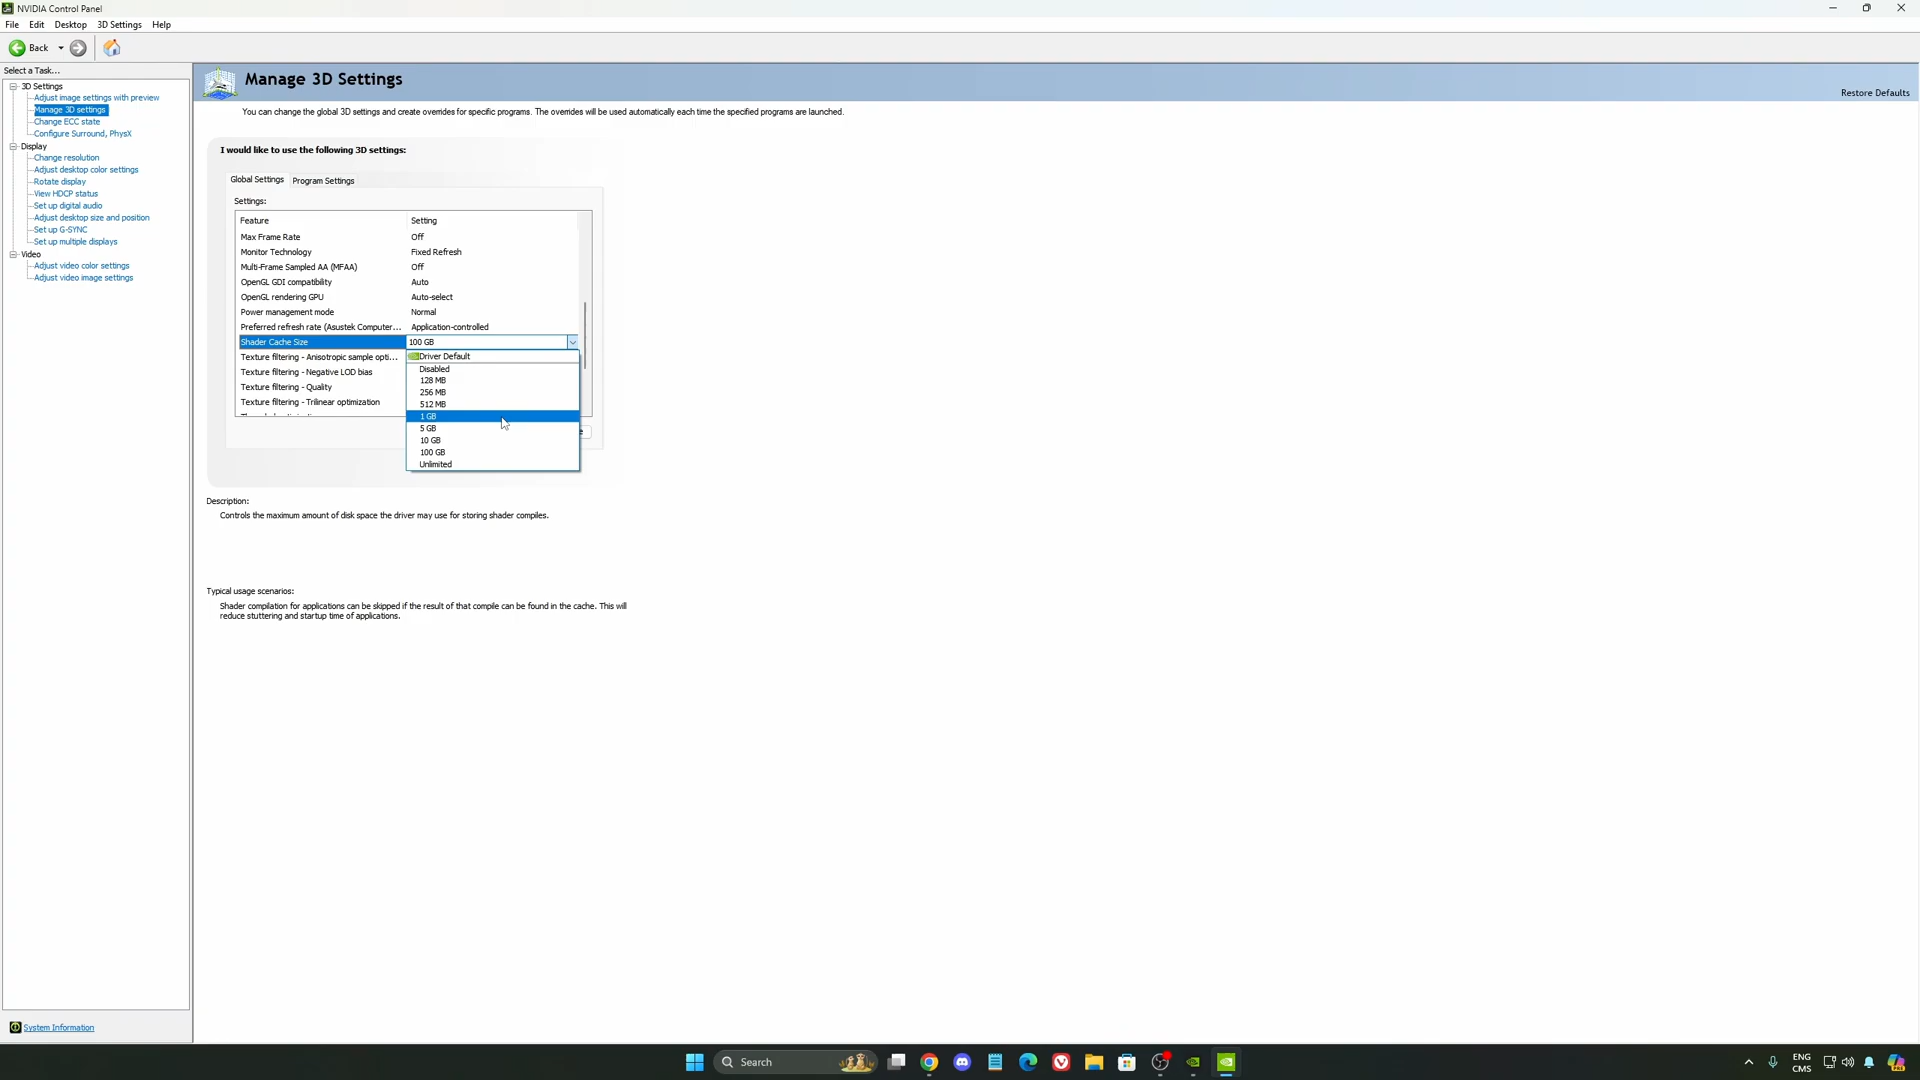 NVIDIA Control Panel
File Edit Desktop 3D Settings Help
Back
Select a Task...
3D Settings
Adjust image settings with preview
Manage 3D settings
Change ECC state
Configure Surround, PhysX
Display
Change resolution
Adjust desktop color settings
Rotate display
View HDCP status
Set up digital audio
Adjust desktop size and position
Set up G-SYNC
Set up multiple displays
Video
Adjust video color settings
Adjust video image settings
System Information
Manage 3D Settings
Restore Defaults
You can change the global 3D settings and create overrides for specific programs. The overrides will be used automatically each time the specified programs are launched.
I would like to use the following 3D settings:
Global Settings Program Settings
Settings:
Feature Setting
Max Frame Rate Off
Monitor Technology Fixed Refresh
Multi-Frame Sampled AA (MFAA) Off
OpenGL GDI compatibility Auto
OpenGL rendering GPU Auto-select
Power management mode Normal
Preferred refresh rate (Asustek Computer... Application-controlled
Shader Cache Size 100 GB
Texture filtering - Anisotropic sample opti...
Texture filtering - Negative LOD bias
Texture filtering - Quality
Texture filtering - Trilinear optimization
Driver Default
Disabled
128 MB
256 MB
512 MB
1 GB
5 GB
10 GB
100 GB
Unlimited
Description:
Controls the maximum amount of disk space the driver may use for storing shader compiles.
Typical usage scenarios:
Shader compilation for applications can be skipped if the result of that compile can be found in the cache. This will
reduce stuttering and startup time of applications.
Search
ENG
CMS